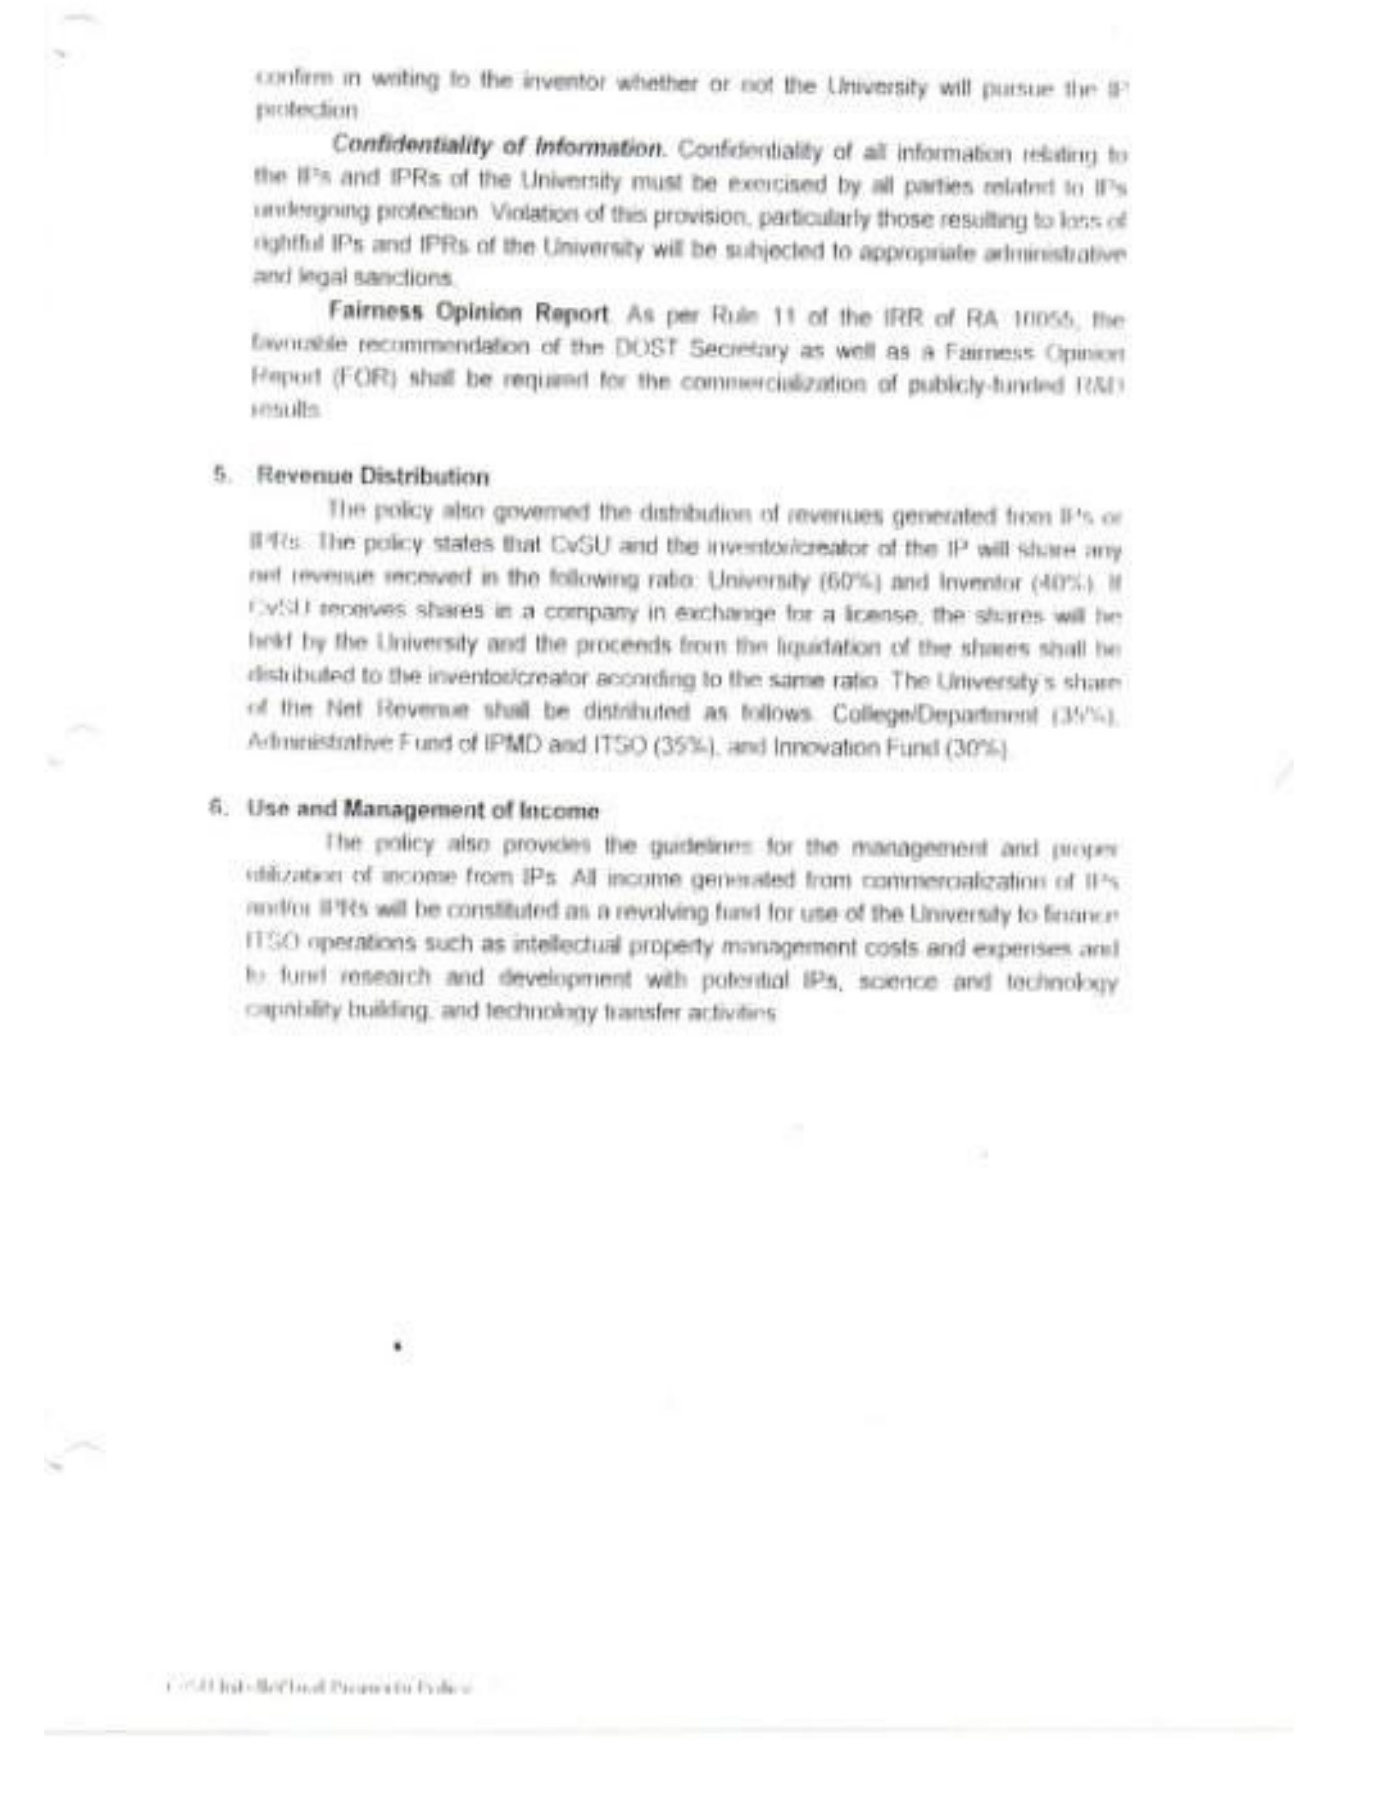 confirm in writing to the inventor whether or not the University will pursue the IP
protection
Confidentiality of Information. Confidentiality of all information relating to
the IPs and IPRs of the University must be exercised by all parties related to IPs
undergoing protection. Violation of this provision, particularly those resulting to loss of
rightful IPs and IPRs of the University will be subjected to appropriate administrative
and legal sanctions.
Fairness Opinion Report. As per Rule 11 of the IRR of RA 10055, the
favorable recommendation of the DOST Secretary as well as a Fairness Opinion
Report (FOR) shall be required for the commercialization of publicly-funded R&D
results.
5. Revenue Distribution
The policy also governed the distribution of revenues generated from IPs or
IPRs. The policy states that CvSU and the inventor/creator of the IP will share any
net revenue received in the following ratio: University (60%) and Inventor (40%). If
CvSU receives shares in a company in exchange for a license, the shares will be
held by the University and the proceeds from the liquidation of the shares shall be
distributed to the inventor/creator according to the same ratio. The University's share
of the Net Revenue shall be distributed as follows: College/Department (35%),
Administrative Fund of IPMD and ITSO (35%), and Innovation Fund (30%).
6. Use and Management of Income
The policy also provides the guidelines for the management and proper
utilization of income from IPs. All income generated from commercialization of IPs
and/or IPRs will be constituted as a revolving fund for use of the University to finance
ITSO operations such as intellectual property management costs and expenses and
to fund research and development with potential IPs, science and technology
capability building, and technology transfer activities.
CvSU Intellectual Property Policy